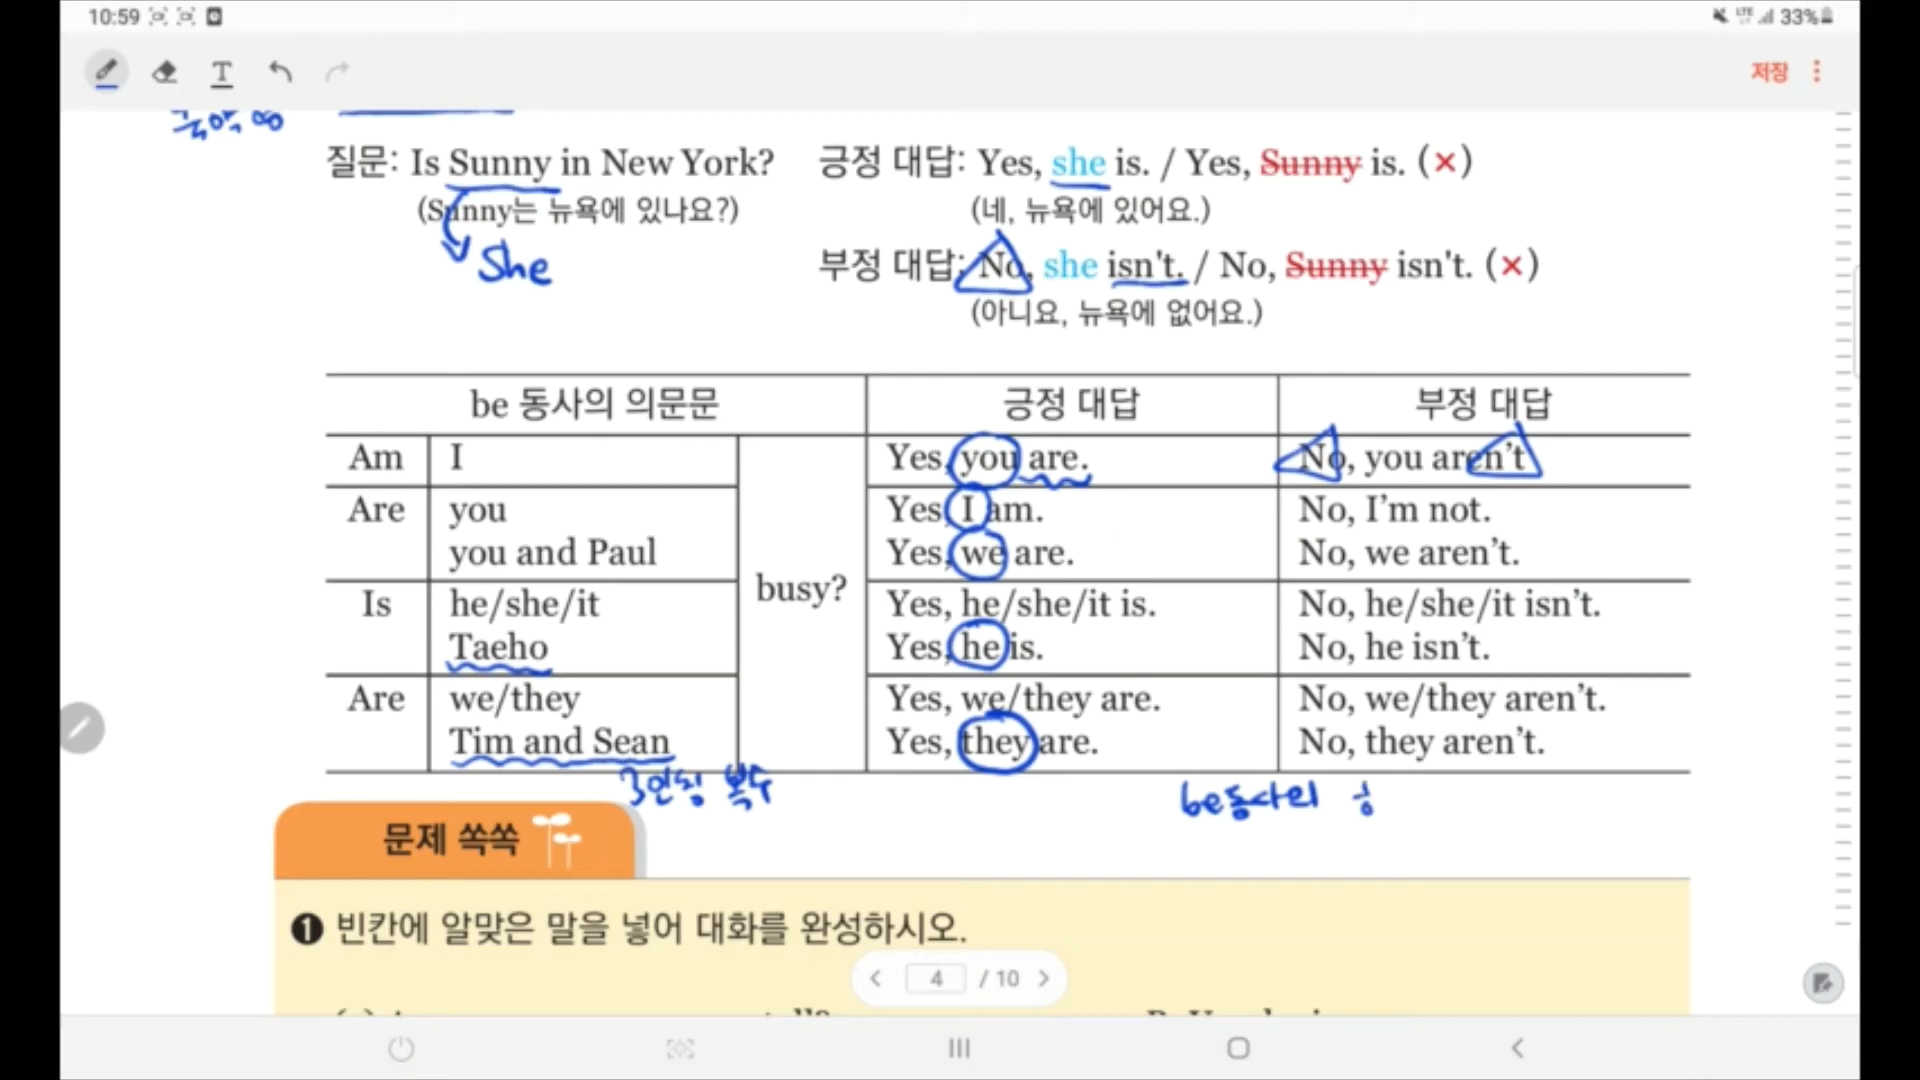 10:59
LTE 33%
T
저장
질문: Is Sunny in New York?
(Sunny는 뉴욕에 있나요?)
She
긍정 대답: Yes, she is. / Yes, Sunny is. (×)
(네, 뉴욕에 있어요.)
부정 대답: No, she isn't. / No, Sunny isn't. (×)
(아니요, 뉴욕에 없어요.)
be 동사의 의문문 긍정 대답 부정 대답
Am I Yes, you are. No, you aren't
Are you Yes, I am. No, I'm not.
you and Paul Yes, we are. No, we aren't.
busy?
Is he/she/it Yes, he/she/it is. No, he/she/it isn't.
Taeho Yes, he is. No, he isn't.
Are we/they Yes, we/they are. No, we/they aren't.
Tim and Sean Yes, they are. No, they aren't.
3인칭 복수 be동사의
문제 쏙쏙
❶ 빈칸에 알맞은 말을 넣어 대화를 완성하시오.
4 / 10